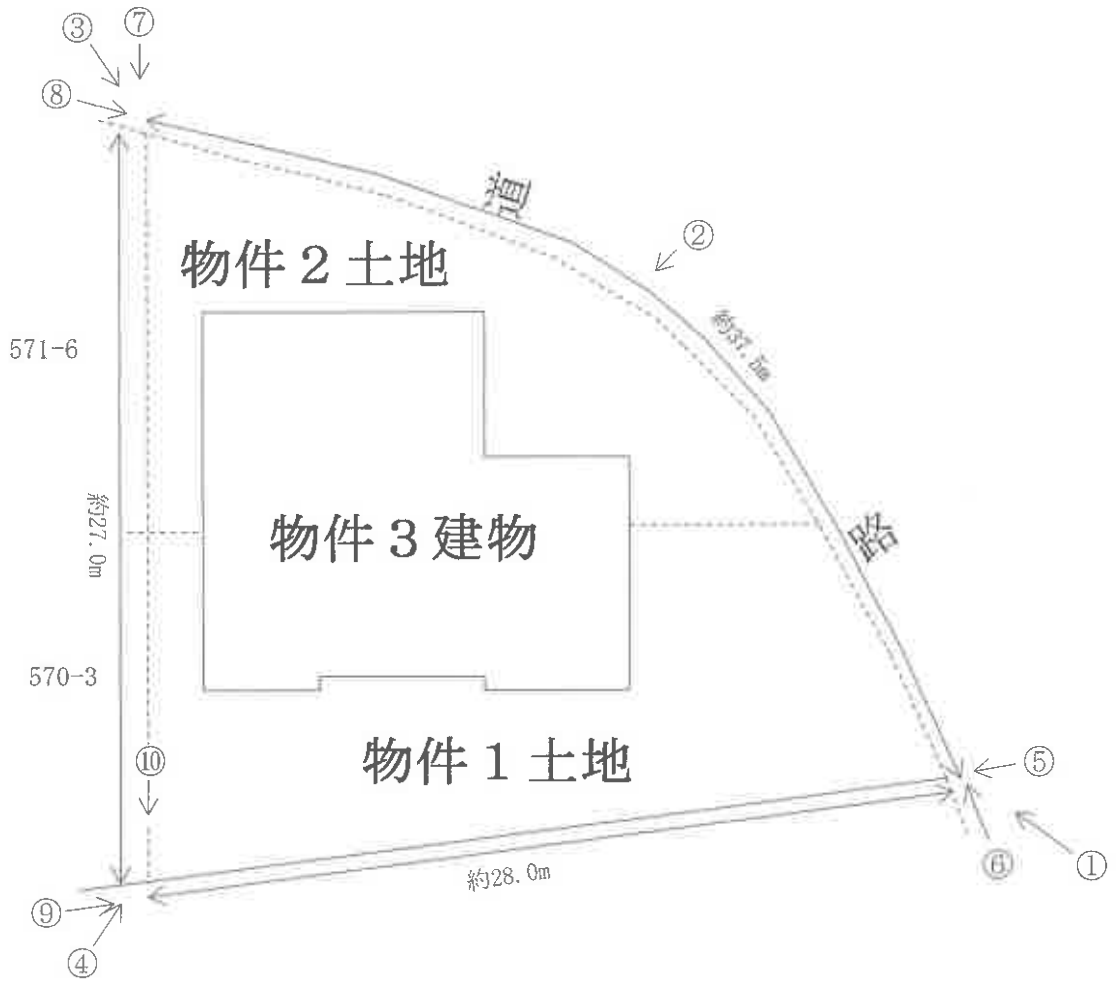 ⑦
③
⑧
道
②
物件２土地
約37.5m
571-6
約27.0m
物件３建物
路
570-3
物件１土地
⑩
⑤
⑥
①
約28.0m
⑨
④